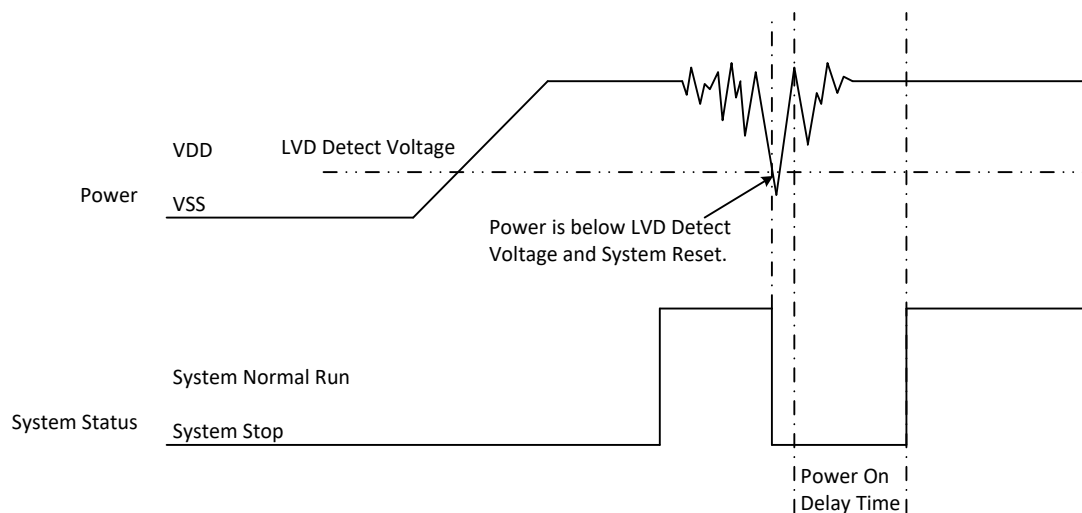 VDD
LVD Detect Voltage
Power
VSS
Power is below LVD Detect
Voltage and System Reset.
System Normal Run
System Status
System Stop
Power On
Delay Time